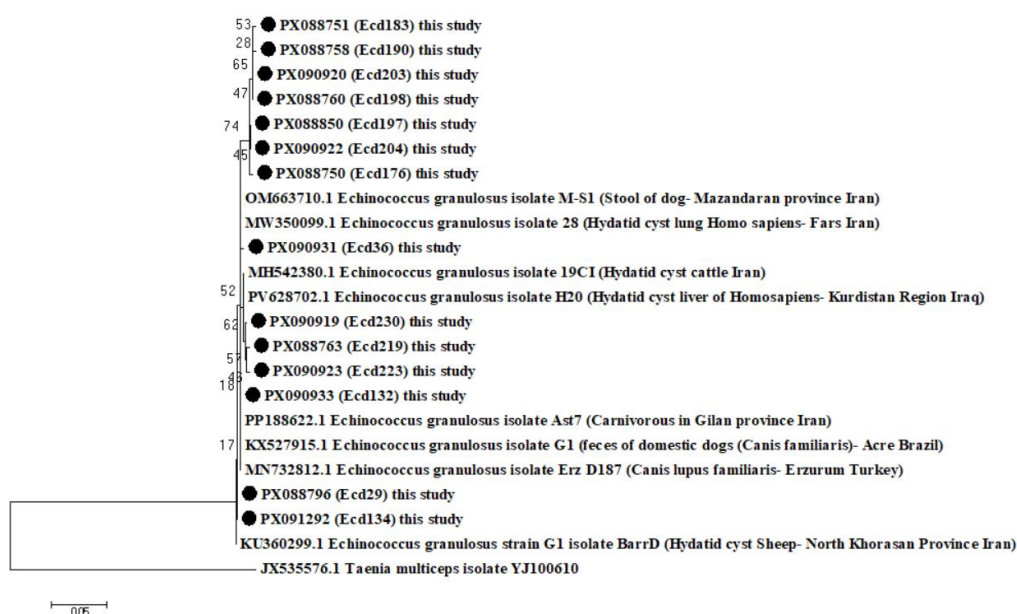 53
PX088751 (Ecd183) this study
28
PX088758 (Ecd190) this study
65
PX090920 (Ecd203) this study
47
PX088760 (Ecd198) this study
74
PX088850 (Ecd197) this study
45
PX090922 (Ecd204) this study
PX088750 (Ecd176) this study
OM663710.1 Echinococcus granulosus isolate M-S1 (Stool of dog- Mazandaran province Iran)
MW350099.1 Echinococcus granulosus isolate 28 (Hydatid cyst lung Homo sapiens- Fars Iran)
PX090931 (Ecd36) this study
MH542380.1 Echinococcus granulosus isolate 19CI (Hydatid cyst cattle Iran)
52
PV628702.1 Echinococcus granulosus isolate H20 (Hydatid cyst liver of Homosapiens- Kurdistan Region Iraq)
62
PX090919 (Ecd230) this study
PX088763 (Ecd219) this study
57
PX090923 (Ecd223) this study
18
PX090933 (Ecd132) this study
PP188622.1 Echinococcus granulosus isolate Ast7 (Carnivorous in Gilan province Iran)
17
KX527915.1 Echinococcus granulosus isolate G1 (feces of domestic dogs (Canis familiaris)- Acre Brazil)
MN732812.1 Echinococcus granulosus isolate Erz D187 (Canis lupus familiaris- Erzurum Turkey)
PX088796 (Ecd29) this study
PX091292 (Ecd134) this study
KU360299.1 Echinococcus granulosus strain G1 isolate BarrD (Hydatid cyst Sheep- North Khorasan Province Iran)
JX535576.1 Taenia multiceps isolate YJ100610
0.05